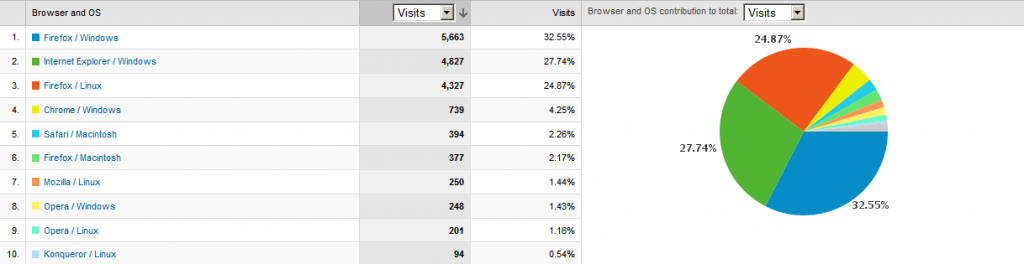 Browser and OS Visits Visits Browser and OS contribution to total: Visits
1. Firefox / Windows 5,663 32.55%
2. Internet Explorer / Windows 4,827 27.74%
3. Firefox / Linux 4,327 24.87%
4. Chrome / Windows 739 4.25%
5. Safari / Macintosh 394 2.26%
6. Firefox / Macintosh 377 2.17%
7. Mozilla / Linux 250 1.44%
8. Opera / Windows 248 1.43%
9. Opera / Linux 201 1.16%
10. Konqueror / Linux 94 0.54%
24.87%
27.74%
32.55%